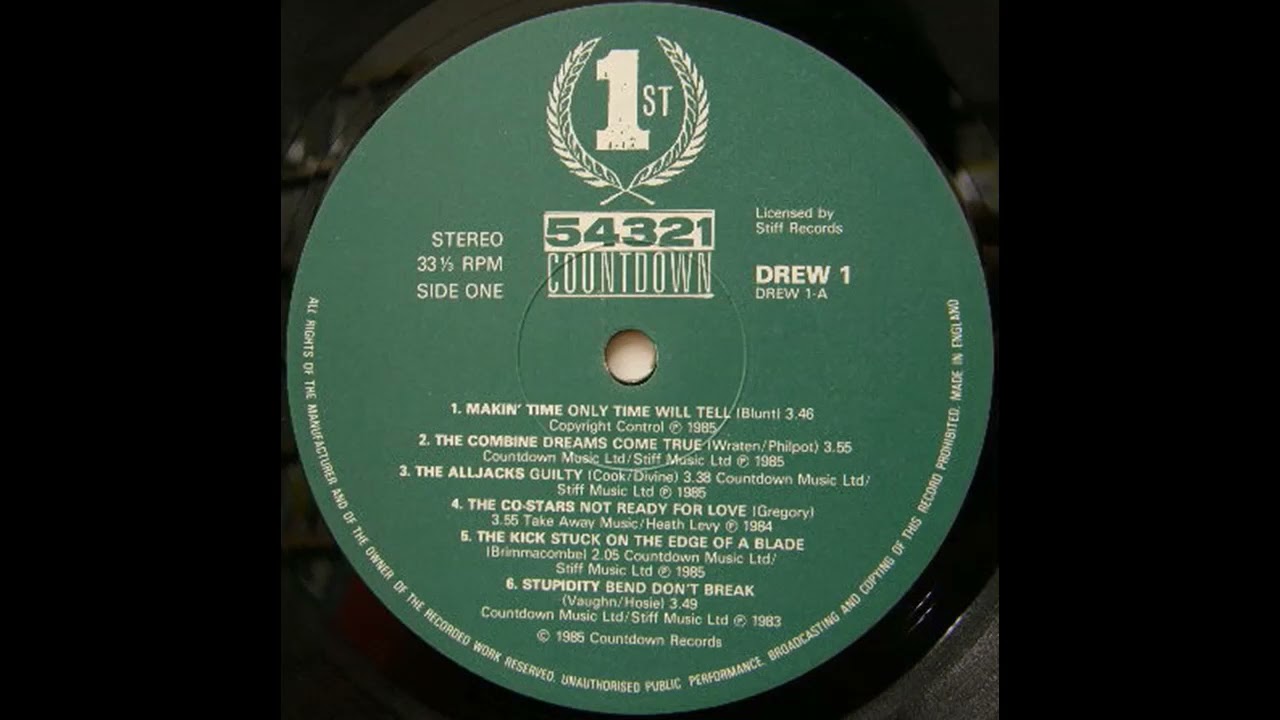 1ST
54321
COUNTDOWN
STEREO
33⅓ RPM
SIDE ONE
Licensed by
Stiff Records
DREW 1
DREW 1-A
1. MAKIN' TIME ONLY TIME WILL TELL (Blunt) 3.46
Copyright Control ℗ 1985
2. THE COMBINE DREAMS COME TRUE (Wraten/Philpot) 3.55
Countdown Music Ltd/Stiff Music Ltd ℗ 1985
3. THE ALLJACKS GUILTY (Cook/Divine) 3.38 Countdown Music Ltd/
Stiff Music Ltd ℗ 1985
4. THE CO-STARS NOT READY FOR LOVE (Gregory)
3.55 Take Away Music/Heath Levy ℗ 1984
5. THE KICK STUCK ON THE EDGE OF A BLADE
(Brimmacombe) 2.05 Countdown Music Ltd/
Stiff Music Ltd ℗ 1985
6. STUPIDITY BEND DON'T BREAK
(Vaughn/Hosie) 3.49
Countdown Music Ltd/Stiff Music Ltd ℗ 1983
© 1985 Countdown Records
ALL RIGHTS OF THE MANUFACTURER AND OF THE OWNER OF THE RECORDED WORK RESERVED. UNAUTHORISED PUBLIC PERFORMANCE. BROADCASTING AND COPYING OF THIS RECORD PROHIBITED. MADE IN ENGLAND